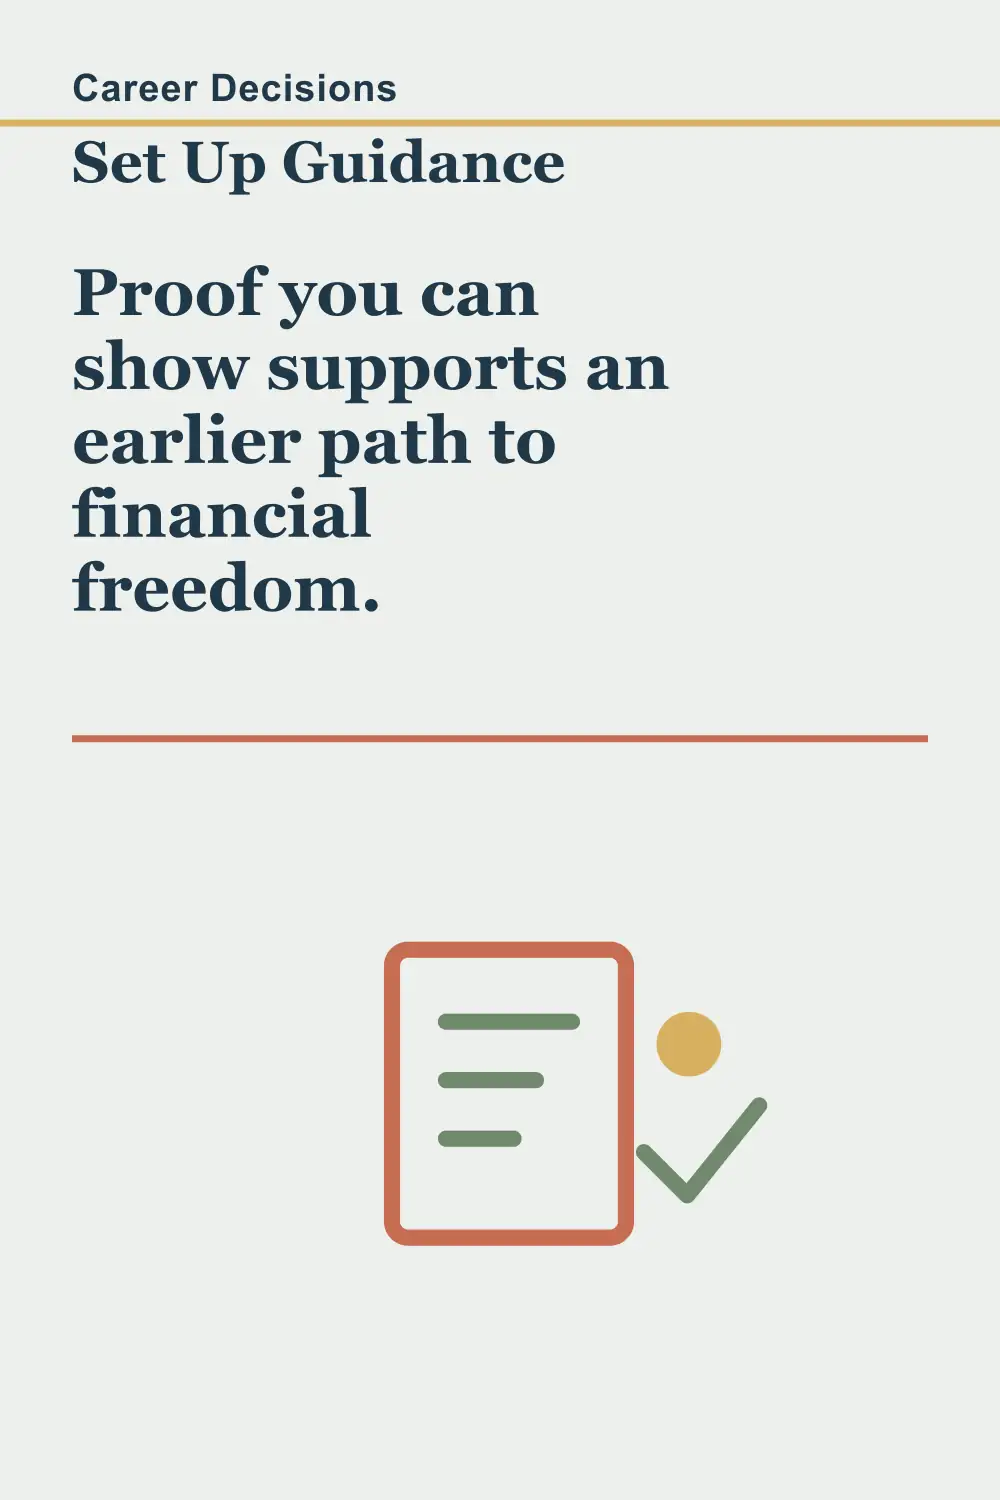 Career Decisions
Set Up Guidance
Proof you can
show supports an
earlier path to
financial
freedom.